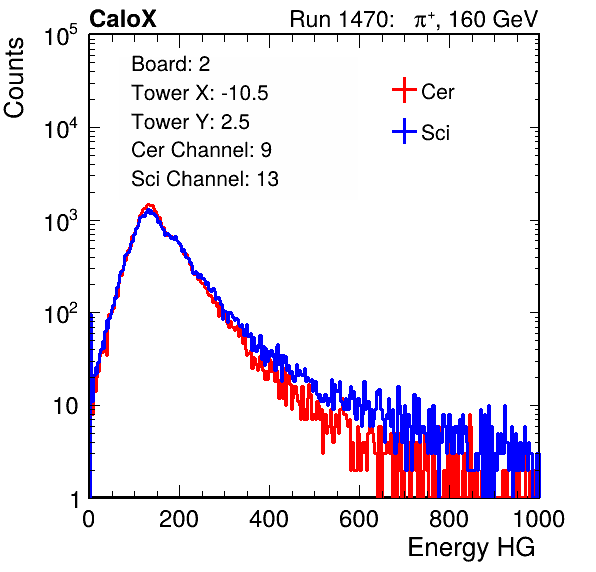 CaloX Run 1470: π⁺, 160 GeV
Counts
Board: 2
Tower X: -10.5
Tower Y: 2.5
Cer Channel: 9
Sci Channel: 13
Cer
Sci
10⁵
10⁴
10³
10²
10
1
0 200 400 600 800 1000
Energy HG